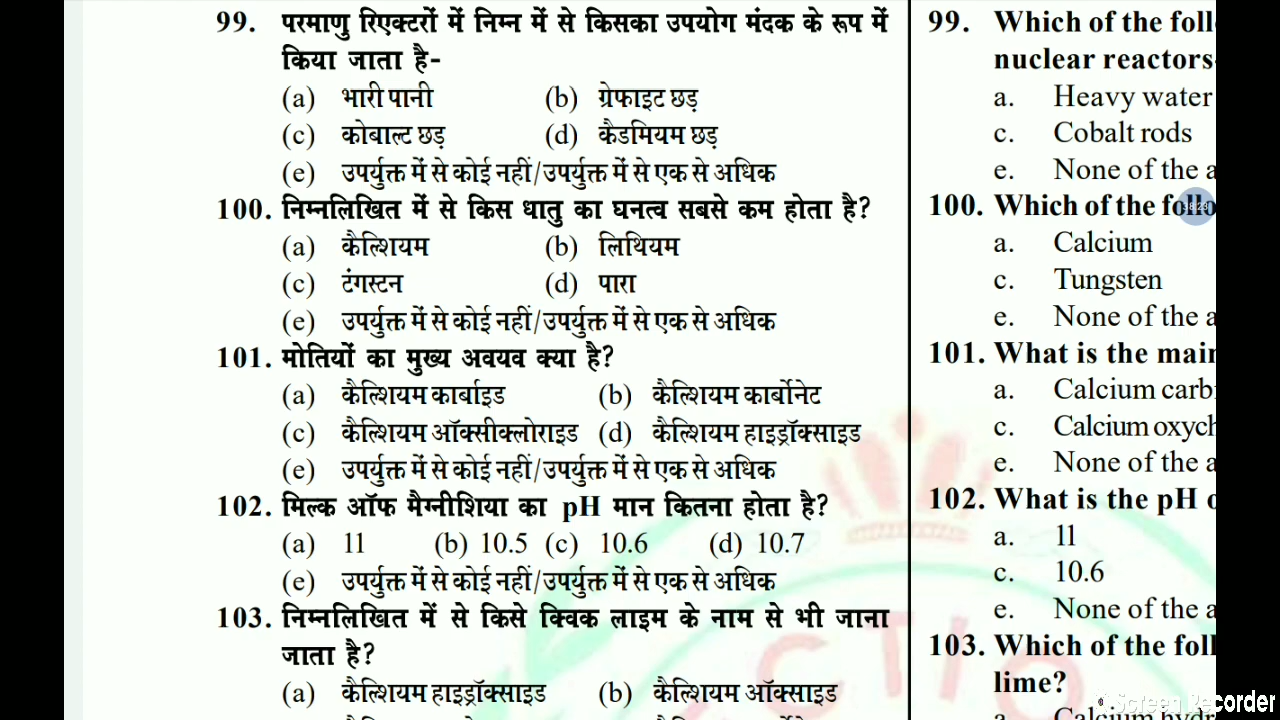 99. परमाणु रिएक्टरों में निम्न में से किसका उपयोग मंदक के रूप में
किया जाता है-
(a) भारी पानी (b) ग्रेफाइट छड़
(c) कोबाल्ट छड़ (d) कैडमियम छड़
(e) उपर्युक्त में से कोई नहीं/उपर्युक्त में से एक से अधिक
100. निम्नलिखित में से किस धातु का घनत्व सबसे कम होता है?
(a) कैल्शियम (b) लिथियम
(c) टंगस्टन (d) पारा
(e) उपर्युक्त में से कोई नहीं/उपर्युक्त में से एक से अधिक
101. मोतियों का मुख्य अवयव क्या है?
(a) कैल्शियम कार्बाइड (b) कैल्शियम कार्बोनेट
(c) कैल्शियम ऑक्सीक्लोराइड (d) कैल्शियम हाइड्रॉक्साइड
(e) उपर्युक्त में से कोई नहीं/उपर्युक्त में से एक से अधिक
102. मिल्क ऑफ मैग्नीशिया का pH मान कितना होता है?
(a) 11 (b) 10.5 (c) 10.6 (d) 10.7
(e) उपर्युक्त में से कोई नहीं/उपर्युक्त में से एक से अधिक
103. निम्नलिखित में से किसे क्विक लाइम के नाम से भी जाना
जाता है?
(a) कैल्शियम हाइड्रॉक्साइड (b) कैल्शियम ऑक्साइड
99. Which of the foll
nuclear reactors-
a. Heavy water
c. Cobalt rods
e. None of the a
100. Which of the follo
a. Calcium
c. Tungsten
e. None of the a
101. What is the main
a. Calcium carbi
c. Calcium oxych
e. None of the a
102. What is the pH o
a. 11
c. 10.6
e. None of the a
103. Which of the foll
lime?
Screen Recorder